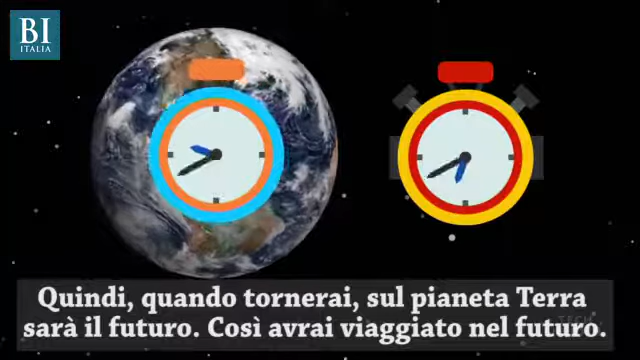 BI
ITALIA
Quindi, quando tornerai, sul pianeta Terra
sarà il futuro. Così avrai viaggiato nel futuro.